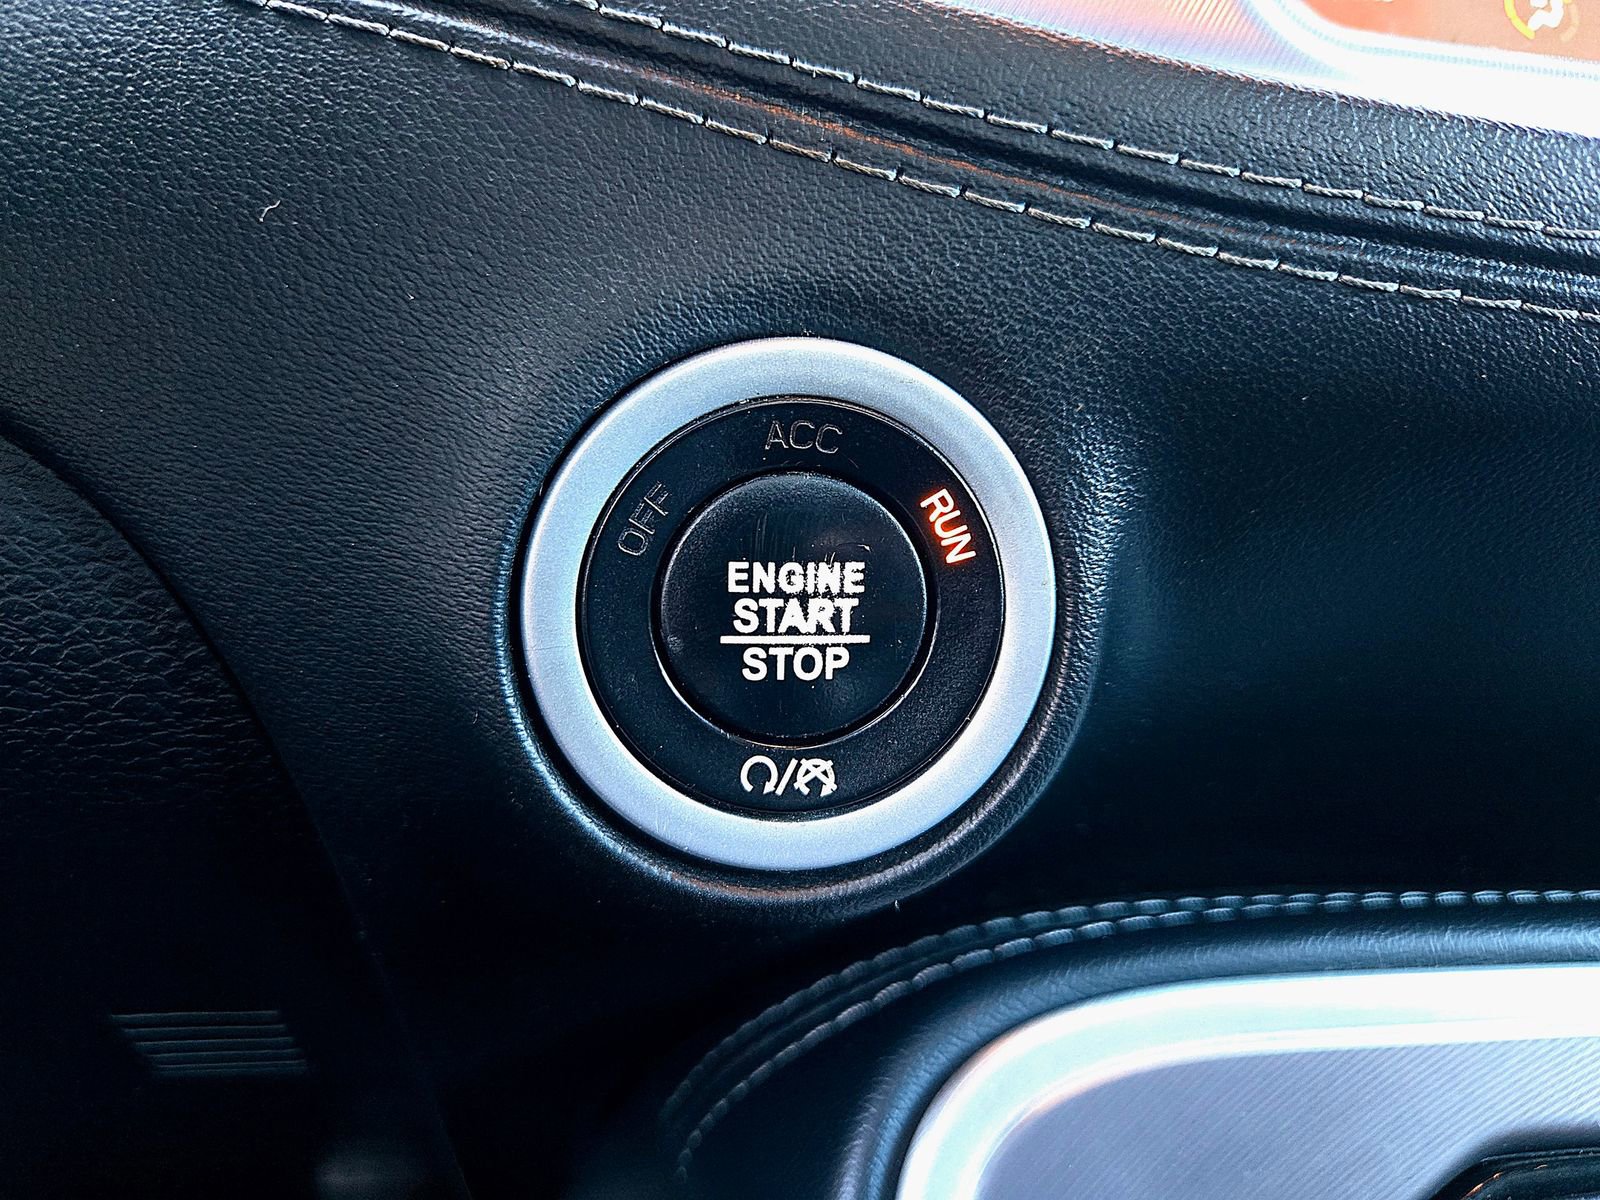 ACC
OFF
RUN
ENGINE
START
STOP